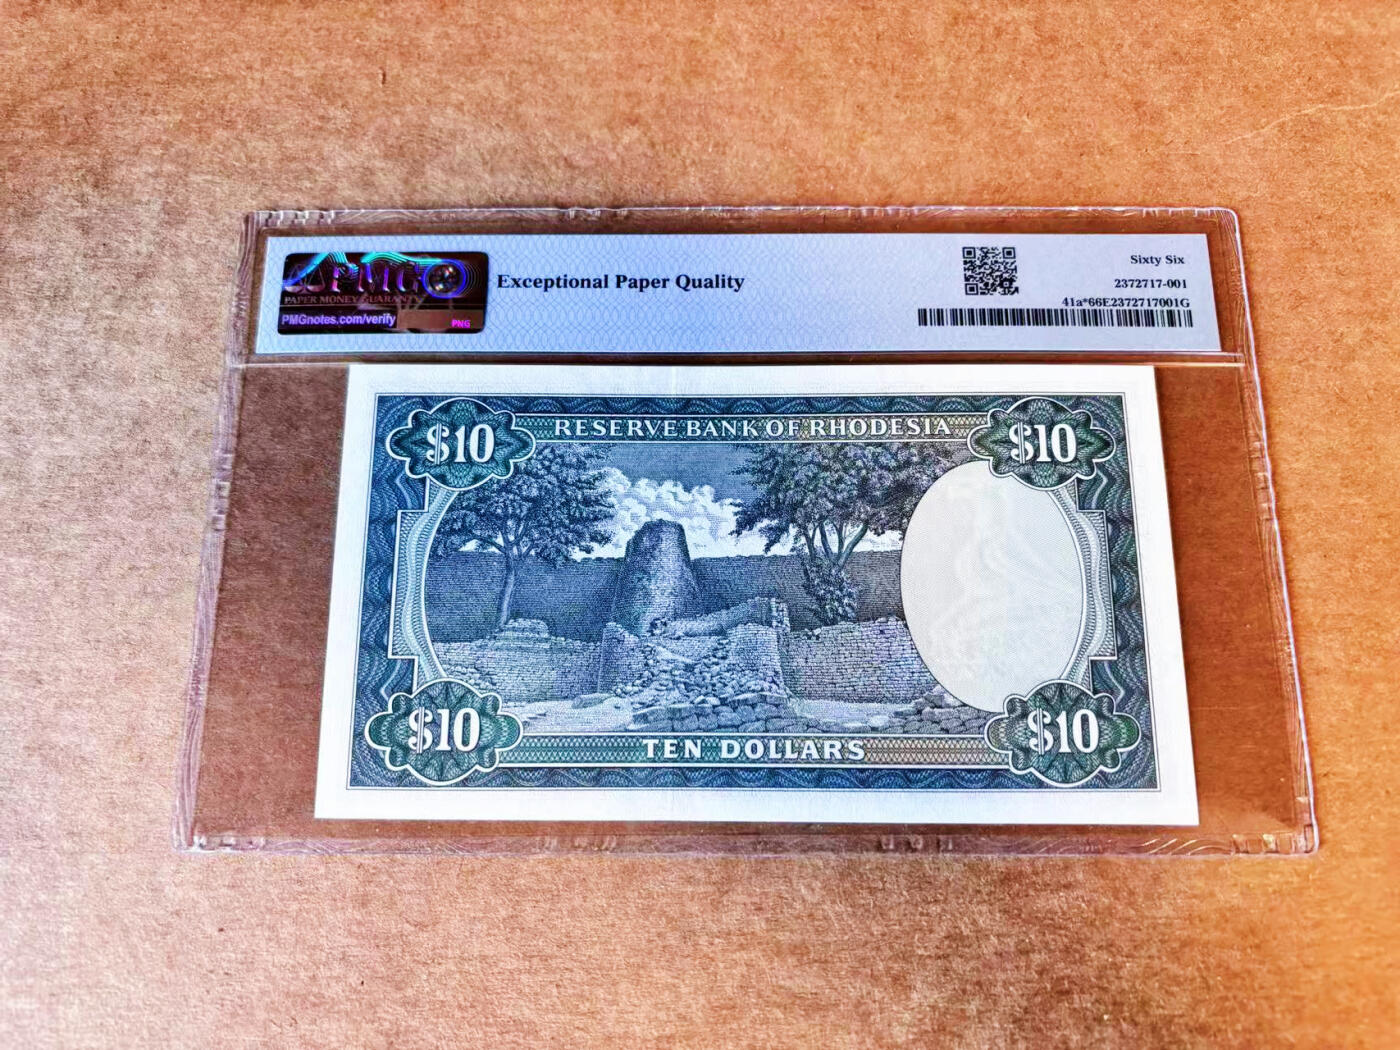 PMG
PAPER MONEY GUARANTY
PMGnotes.com/verify
PNG
Exceptional Paper Quality
Sixty Six
2372717-001
41a*66E2372717001G
$10
RESERVE BANK OF RHODESIA
$10
$10
TEN DOLLARS
$10